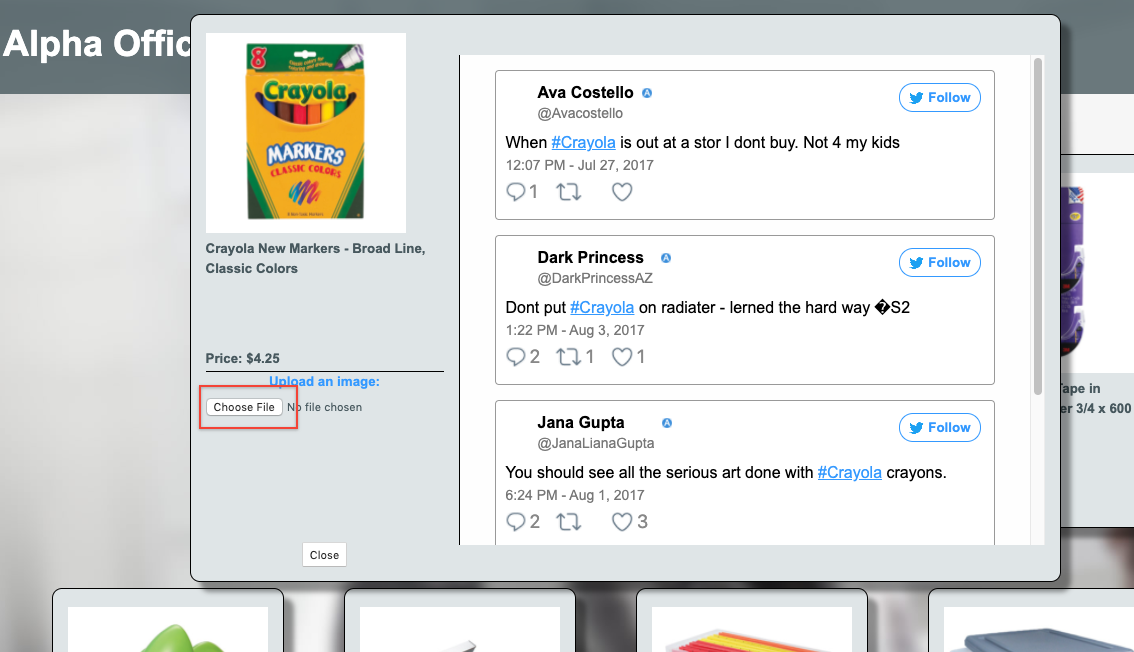 Alpha Offic
8
Crayola
MARKERS
CLASSIC COLORS
Crayola New Markers - Broad Line,
Classic Colors
Price: $4.25
Upload an image:
Choose File No file chosen
Close
Ava Costello
Follow
@Avacostello
When #Crayola is out at a stor I dont buy. Not 4 my kids
12:07 PM - Jul 27, 2017
1
Dark Princess
Follow
@DarkPrincessAZ
Dont put #Crayola on radiater - lerned the hard way �S2
1:22 PM - Aug 3, 2017
2 1 1
Jana Gupta
Follow
@JanaLianaGupta
You should see all the serious art done with #Crayola crayons.
6:24 PM - Aug 1, 2017
2 3
Tape in
er 3/4 x 600